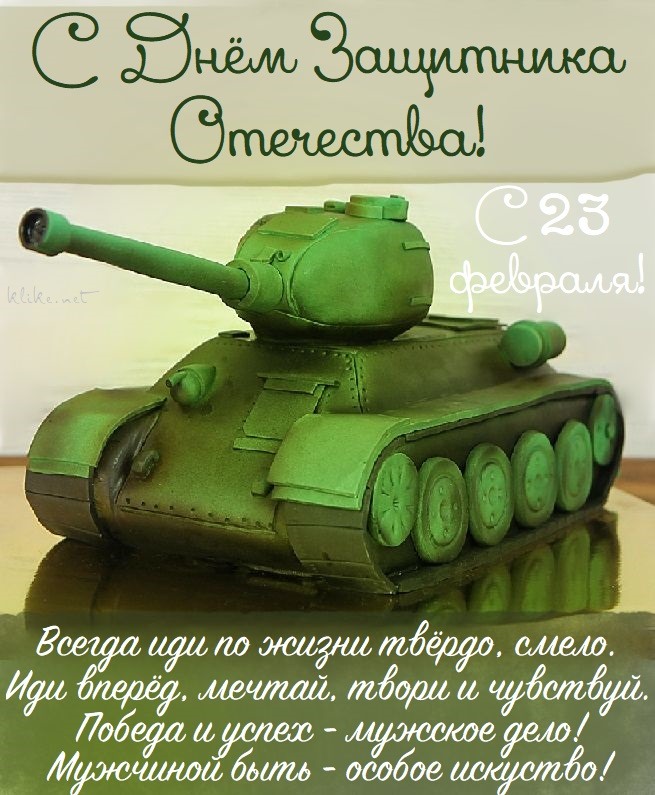 С Днём Защитника
Отечества!
С 23
февраля!
klike.net
Всегда иди по жизни твёрдо, смело.
Иди вперёд, мечтай, твори и чувствуй.
Победа и успех - мужское дело!
Мужчиной быть - особое искуство!